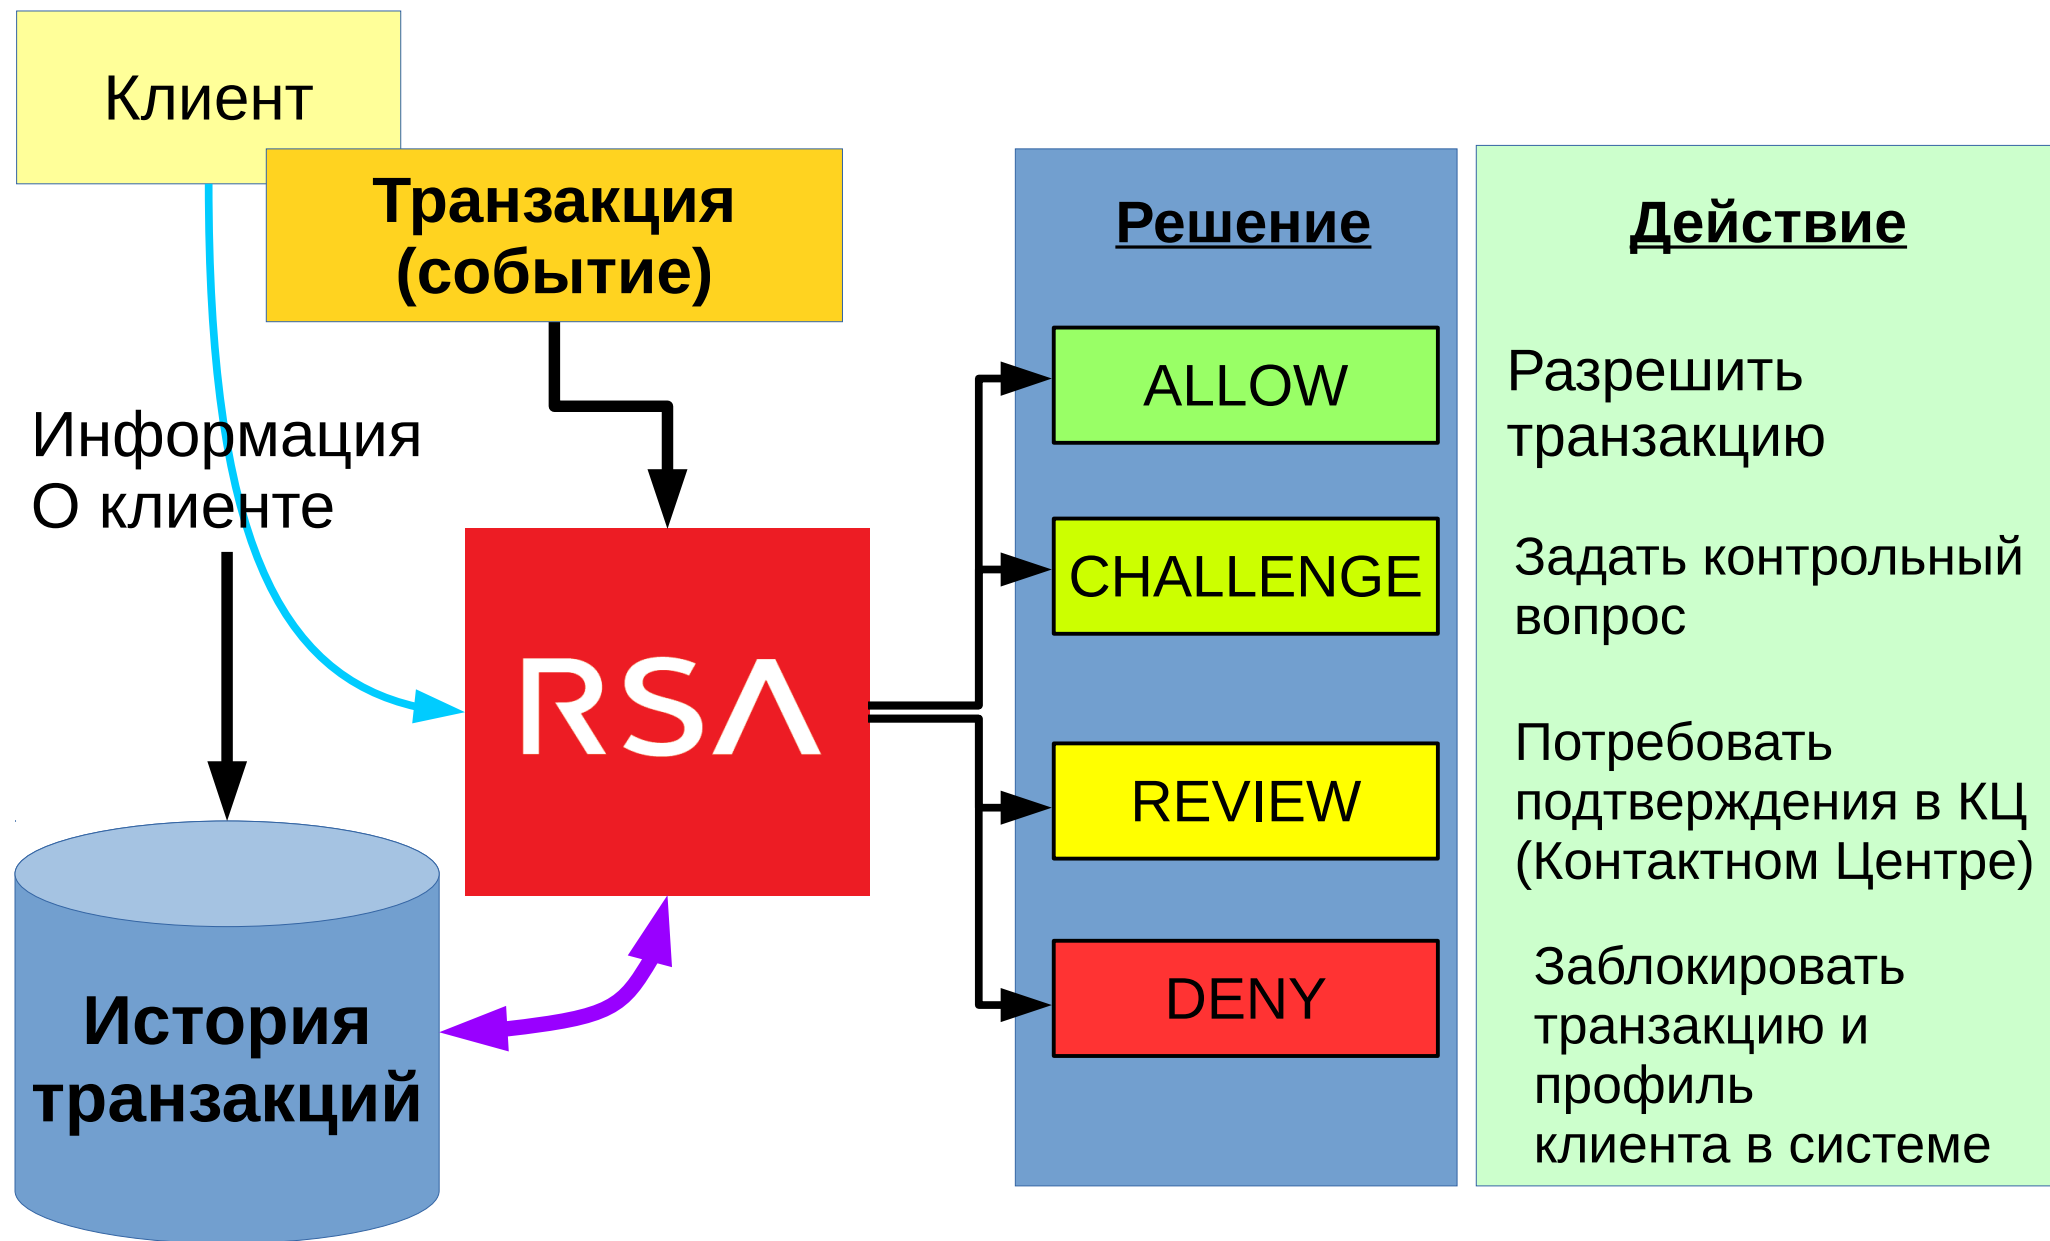 Клиент
Транзакция
(событие)
Информация
О клиенте
RSA
История
транзакций
Решение
ALLOW
CHALLENGE
REVIEW
DENY
Действие
Разрешить
транзакцию
Задать контрольный
вопрос
Потребовать
подтверждения в КЦ
(Контактном Центре)
Заблокировать
транзакцию и
профиль
клиента в системе